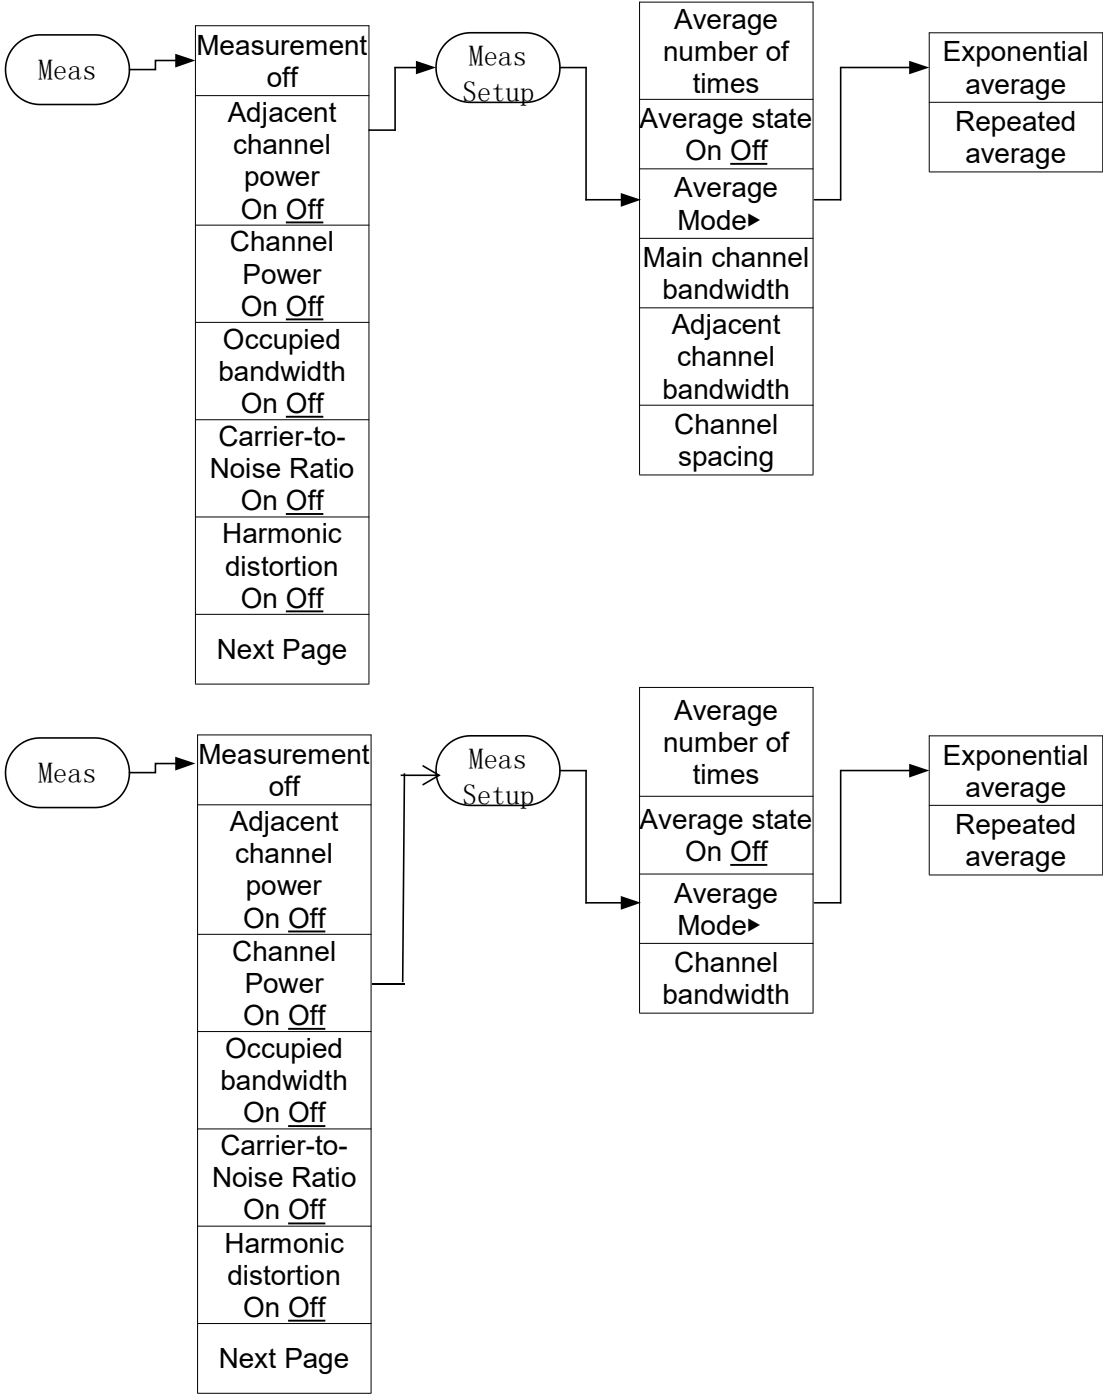 Meas
Measurement
off
Adjacent
channel
power
On Off
Channel
Power
On Off
Occupied
bandwidth
On Off
Carrier-to-
Noise Ratio
On Off
Harmonic
distortion
On Off
Next Page
Meas
Setup
Average
number of
times
Average state
On Off
Average
Mode▶
Main channel
bandwidth
Adjacent
channel
bandwidth
Channel
spacing
Exponential
average
Repeated
average
Meas
Measurement
off
Adjacent
channel
power
On Off
Channel
Power
On Off
Occupied
bandwidth
On Off
Carrier-to-
Noise Ratio
On Off
Harmonic
distortion
On Off
Next Page
Meas
Setup
Average
number of
times
Average state
On Off
Average
Mode▶
Channel
bandwidth
Exponential
average
Repeated
average